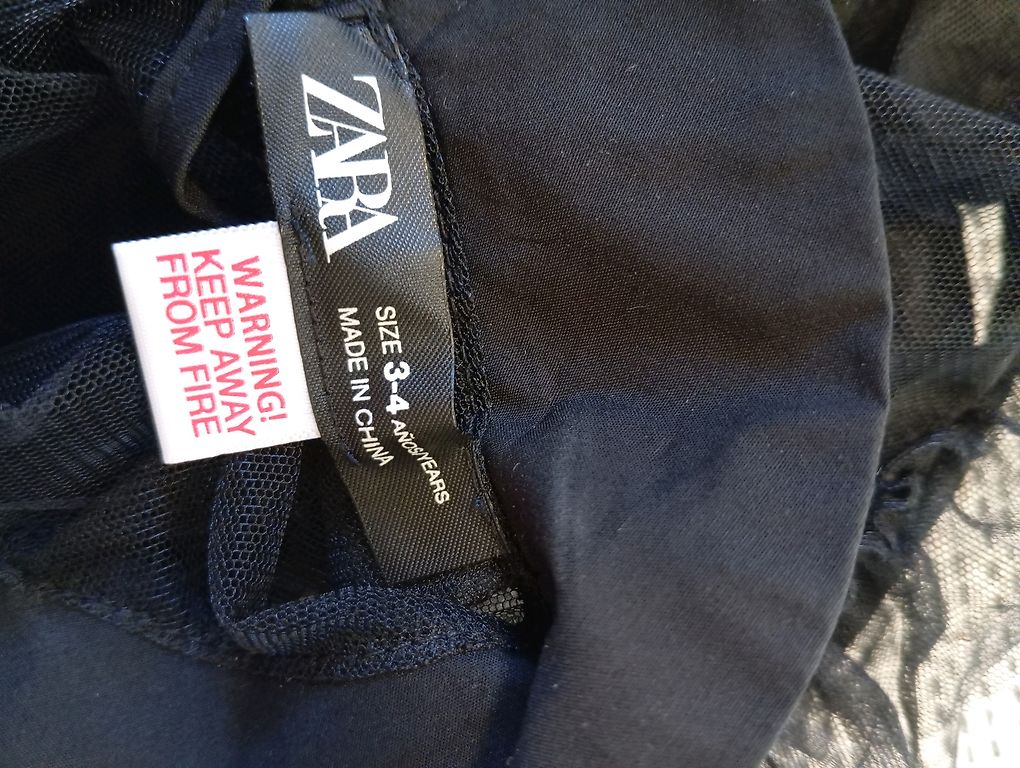 ZARA
SIZE 3-4 AÑOS/YEARS
MADE IN CHINA
WARNING!
KEEP AWAY
FROM FIRE